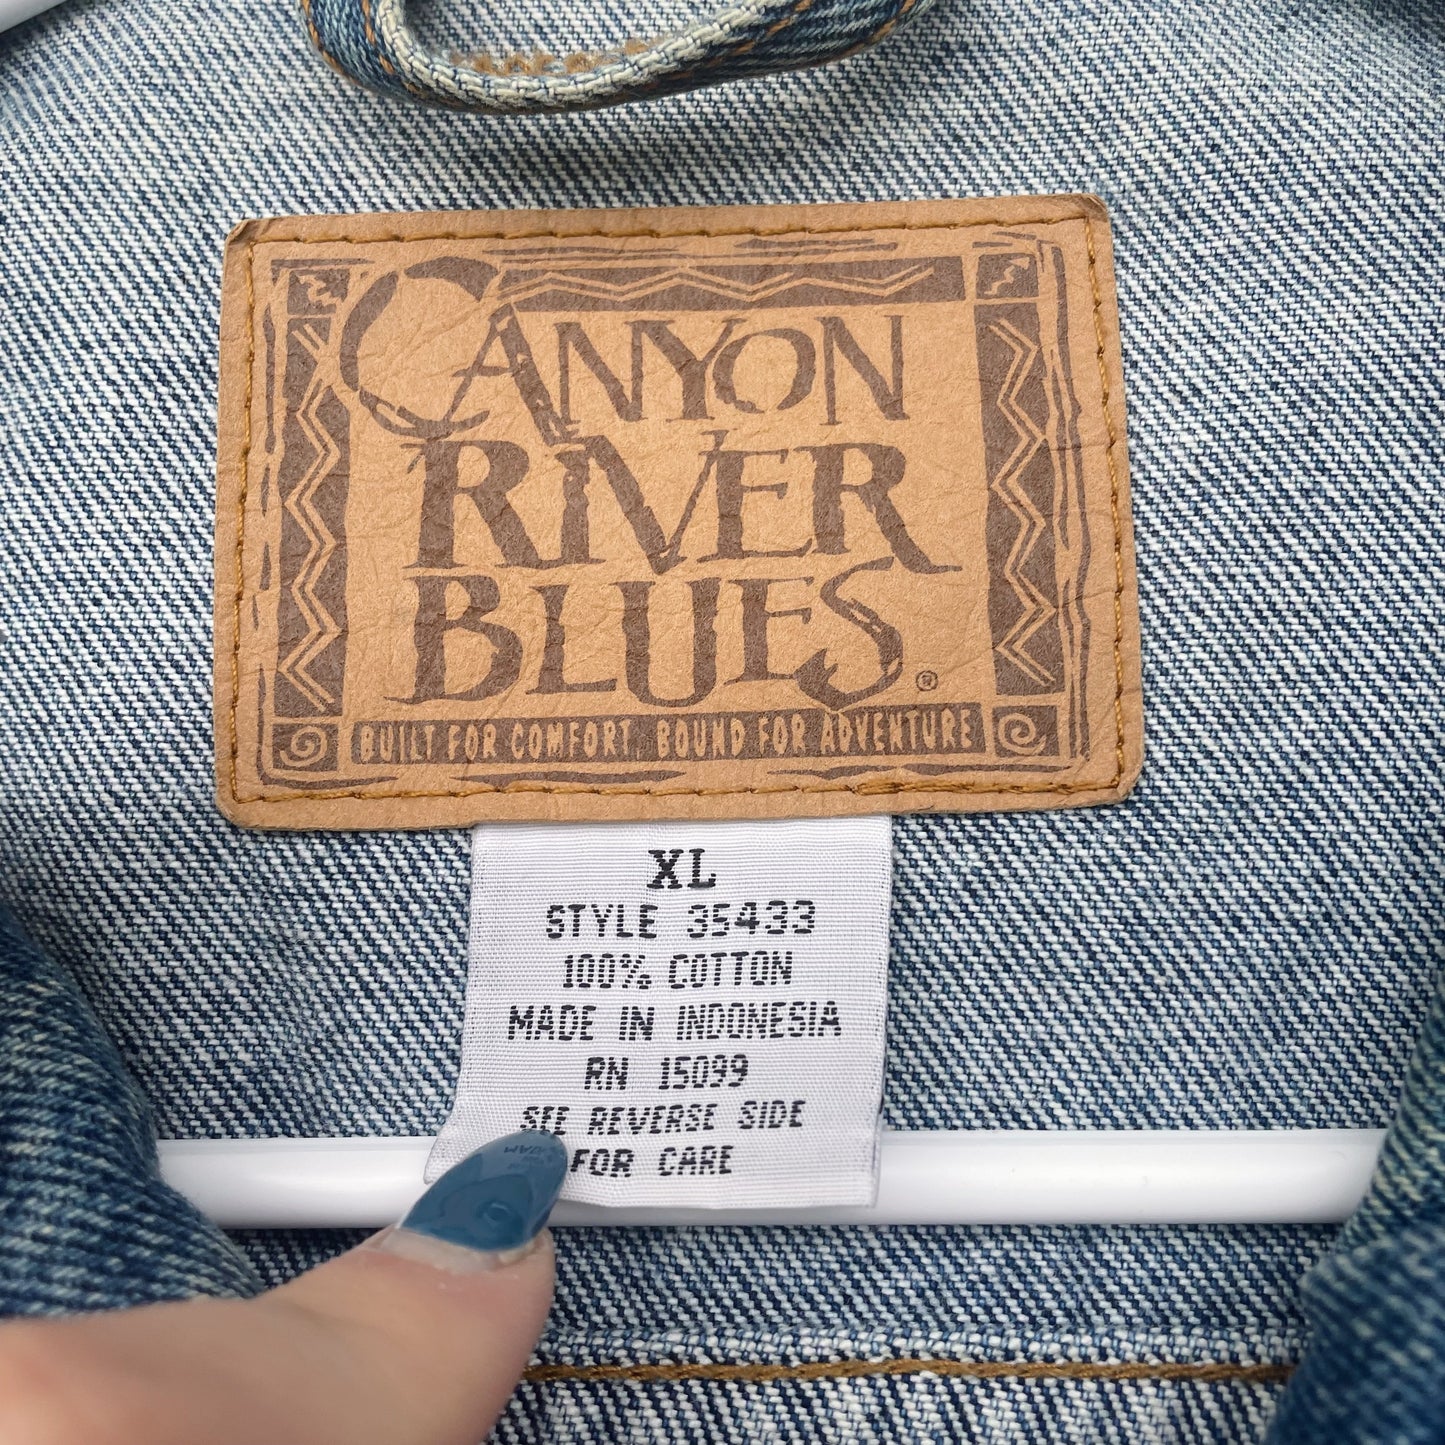 CANYON
RIVER
BLUES®
BUILT FOR COMFORT, BOUND FOR ADVENTURE
XL
STYLE 35433
100% COTTON
MADE IN INDONESIA
RN 15099
SEE REVERSE SIDE
FOR CARE